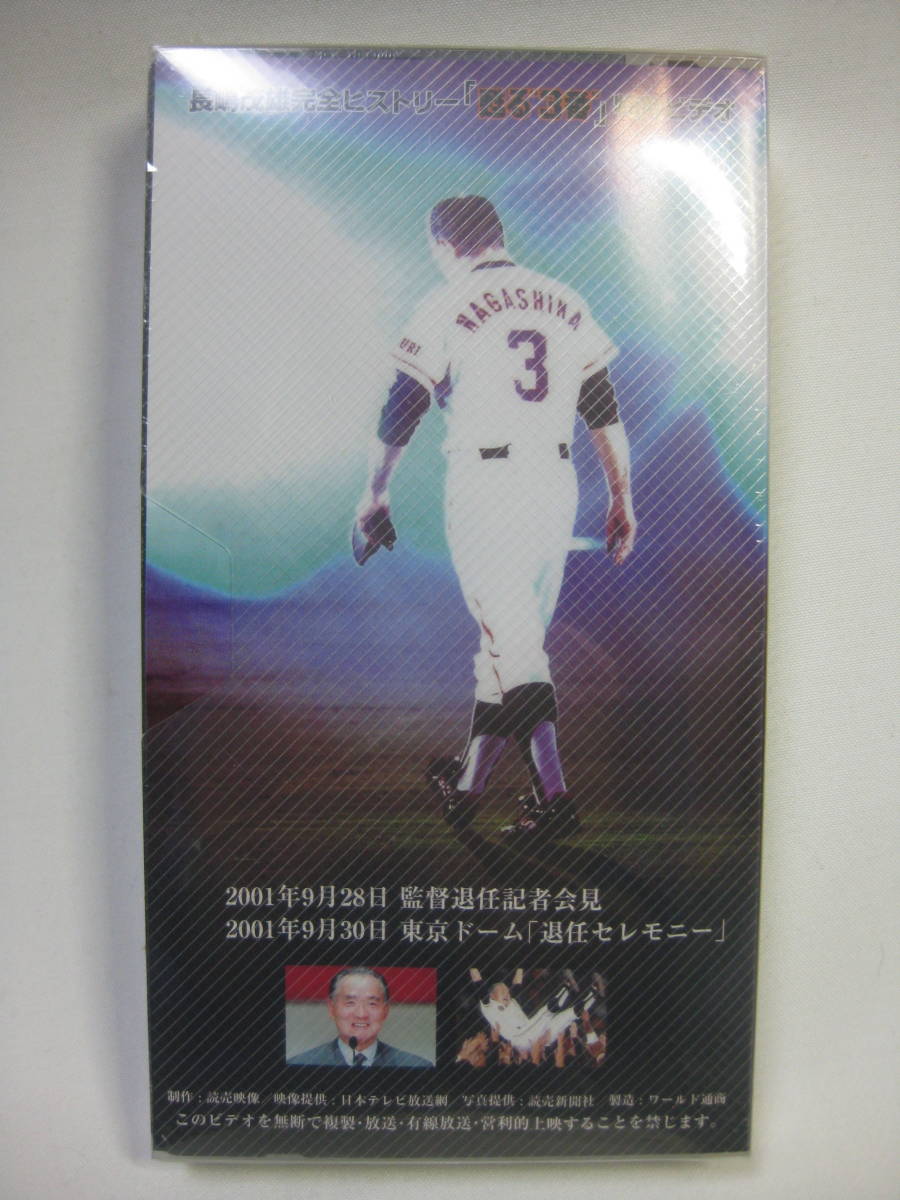 長嶋茂雄完全ヒストリー「 」 ビデオ
NAGASHIMA
URI
3
2001年9月28日 監督退任記者会見
2001年9月30日 東京ドーム「退任セレモニー」
制作：読売映像／映像提供：日本テレビ放送網 写真提供：読売新聞社 製造：ワールド通商
このビデオを無断で複製・放送・有線放送・営利的上映することを禁じます。